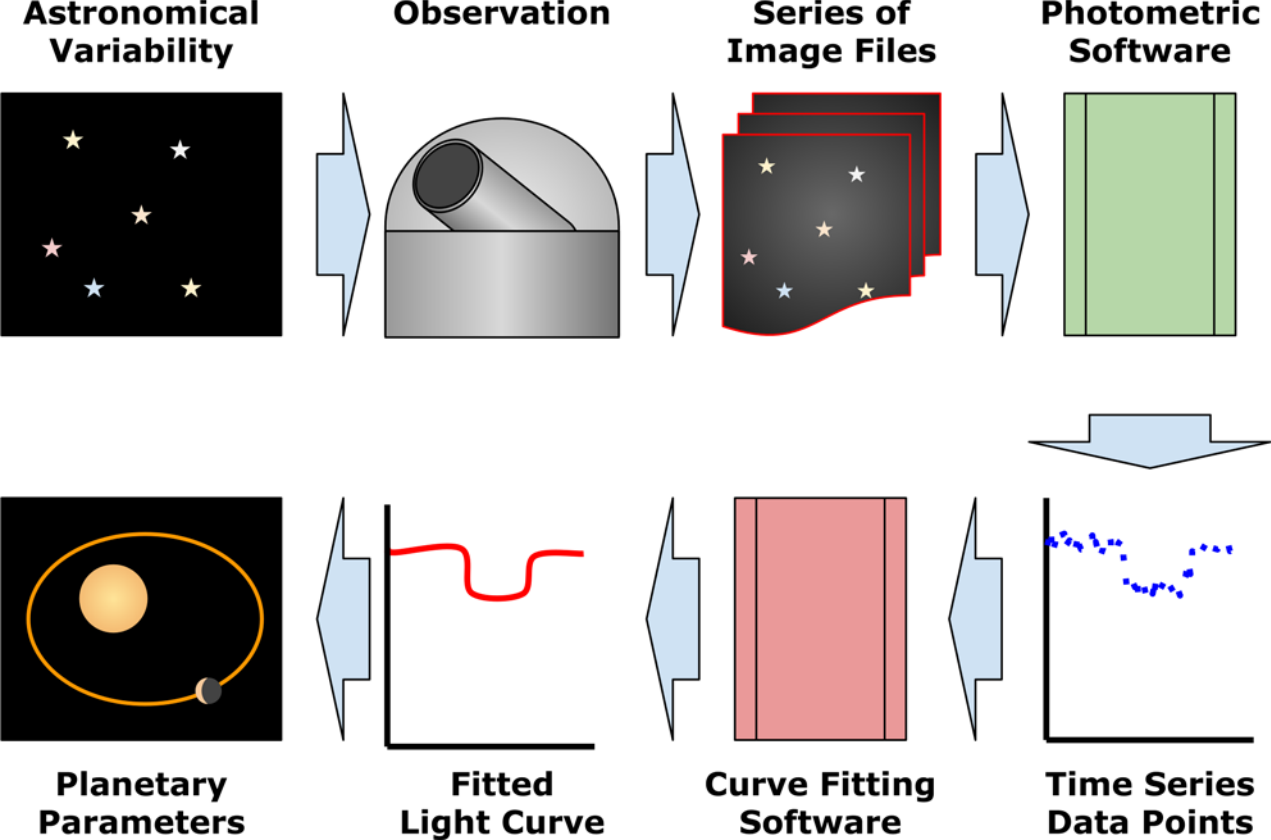 Astronomical
Variability
Observation
Series of
Image Files
Photometric
Software
Planetary
Parameters
Fitted
Light Curve
Curve Fitting
Software
Time Series
Data Points